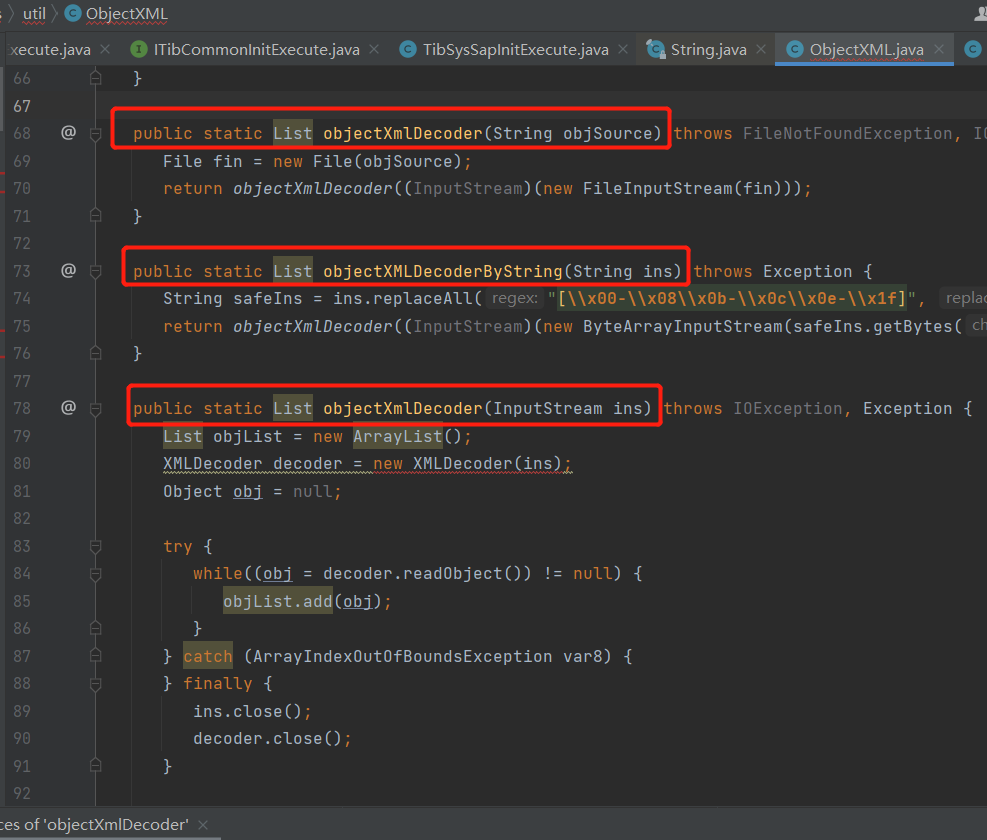 util ObjectXML
xecute.java ITibCommonInitExecute.java TibSysSapInitExecute.java String.java ObjectXML.java
66 }
67
68 @ public static List objectXmlDecoder(String objSource) throws FileNotFoundException, IO
69 File fin = new File(objSource);
70 return objectXmlDecoder((InputStream)(new FileInputStream(fin)));
71 }
72
73 @ public static List objectXMLDecoderByString(String ins) throws Exception {
74 String safeIns = ins.replaceAll( regex: "[\\x00-\\x08\\x0b-\\x0c\\x0e-\\x1f]", replac
75 return objectXmlDecoder((InputStream)(new ByteArrayInputStream(safeIns.getBytes( ch
76 }
77
78 @ public static List objectXmlDecoder(InputStream ins) throws IOException, Exception {
79 List objList = new ArrayList();
80 XMLDecoder decoder = new XMLDecoder(ins);
81 Object obj = null;
82
83 try {
84 while((obj = decoder.readObject()) != null) {
85 objList.add(obj);
86 }
87 } catch (ArrayIndexOutOfBoundsException var8) {
88 } finally {
89 ins.close();
90 decoder.close();
91 }
92
ces of 'objectXmlDecoder'